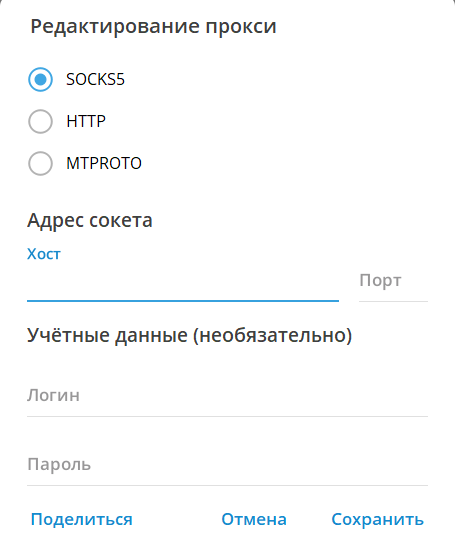 Редактирование прокси
SOCKS5
HTTP
MTPROTO
Адрес сокета
Хост
Порт
Учётные данные (необязательно)
Логин
Пароль
Поделиться Отмена Сохранить